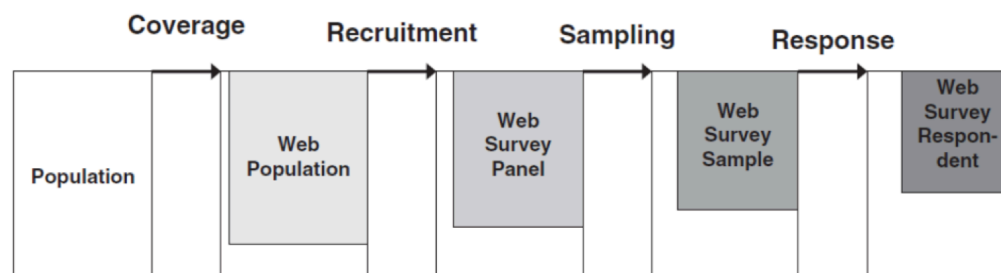 Coverage
Recruitment
Sampling
Response
Population
Web
Population
Web
Survey
Panel
Web
Survey
Sample
Web
Survey
Respon-
dent